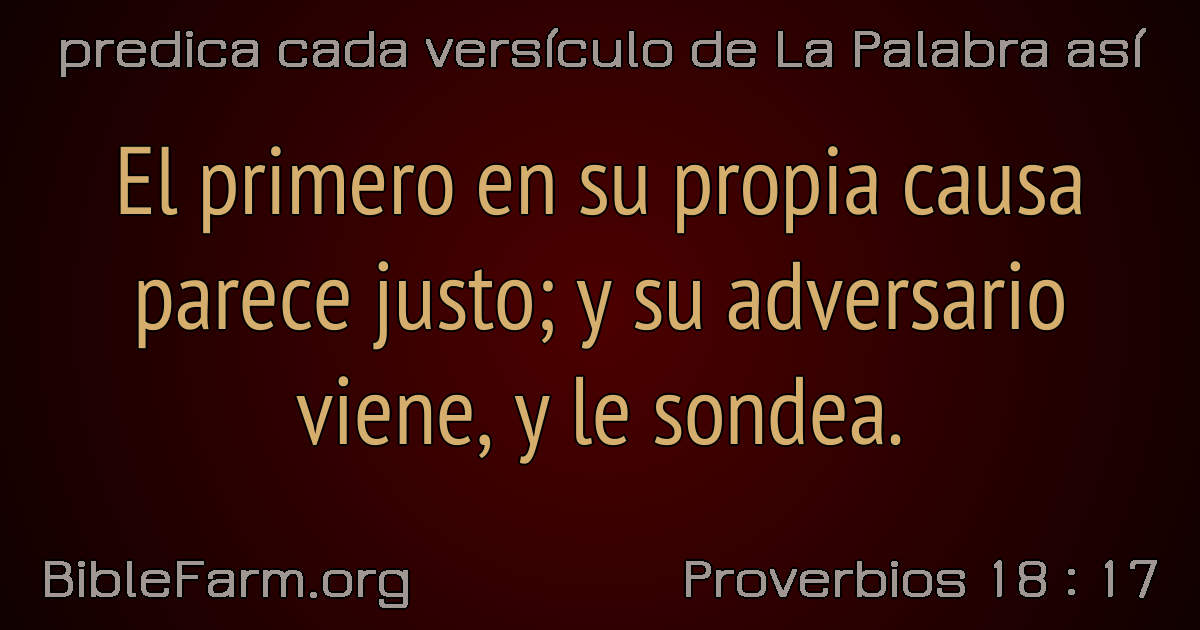 predica cada versículo de La Palabra así
El primero en su propia causa
parece justo; y su adversario
viene, y le sondea.
BibleFarm.org
Proverbios 18 : 17